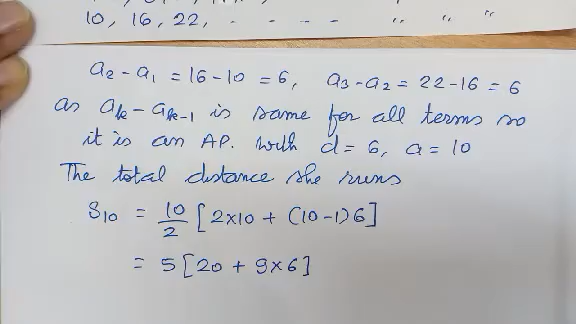 10, 16, 22, - - - - " " "
a2 - a1 = 16 - 10 = 6, a3 - a2 = 22 - 16 = 6
as ak - ak-1 is same for all terms so
it is an AP. with d = 6, a = 10
The total distance she runs
S10 = 10/2 [2×10 + (10-1)6]
= 5[20 + 9×6]